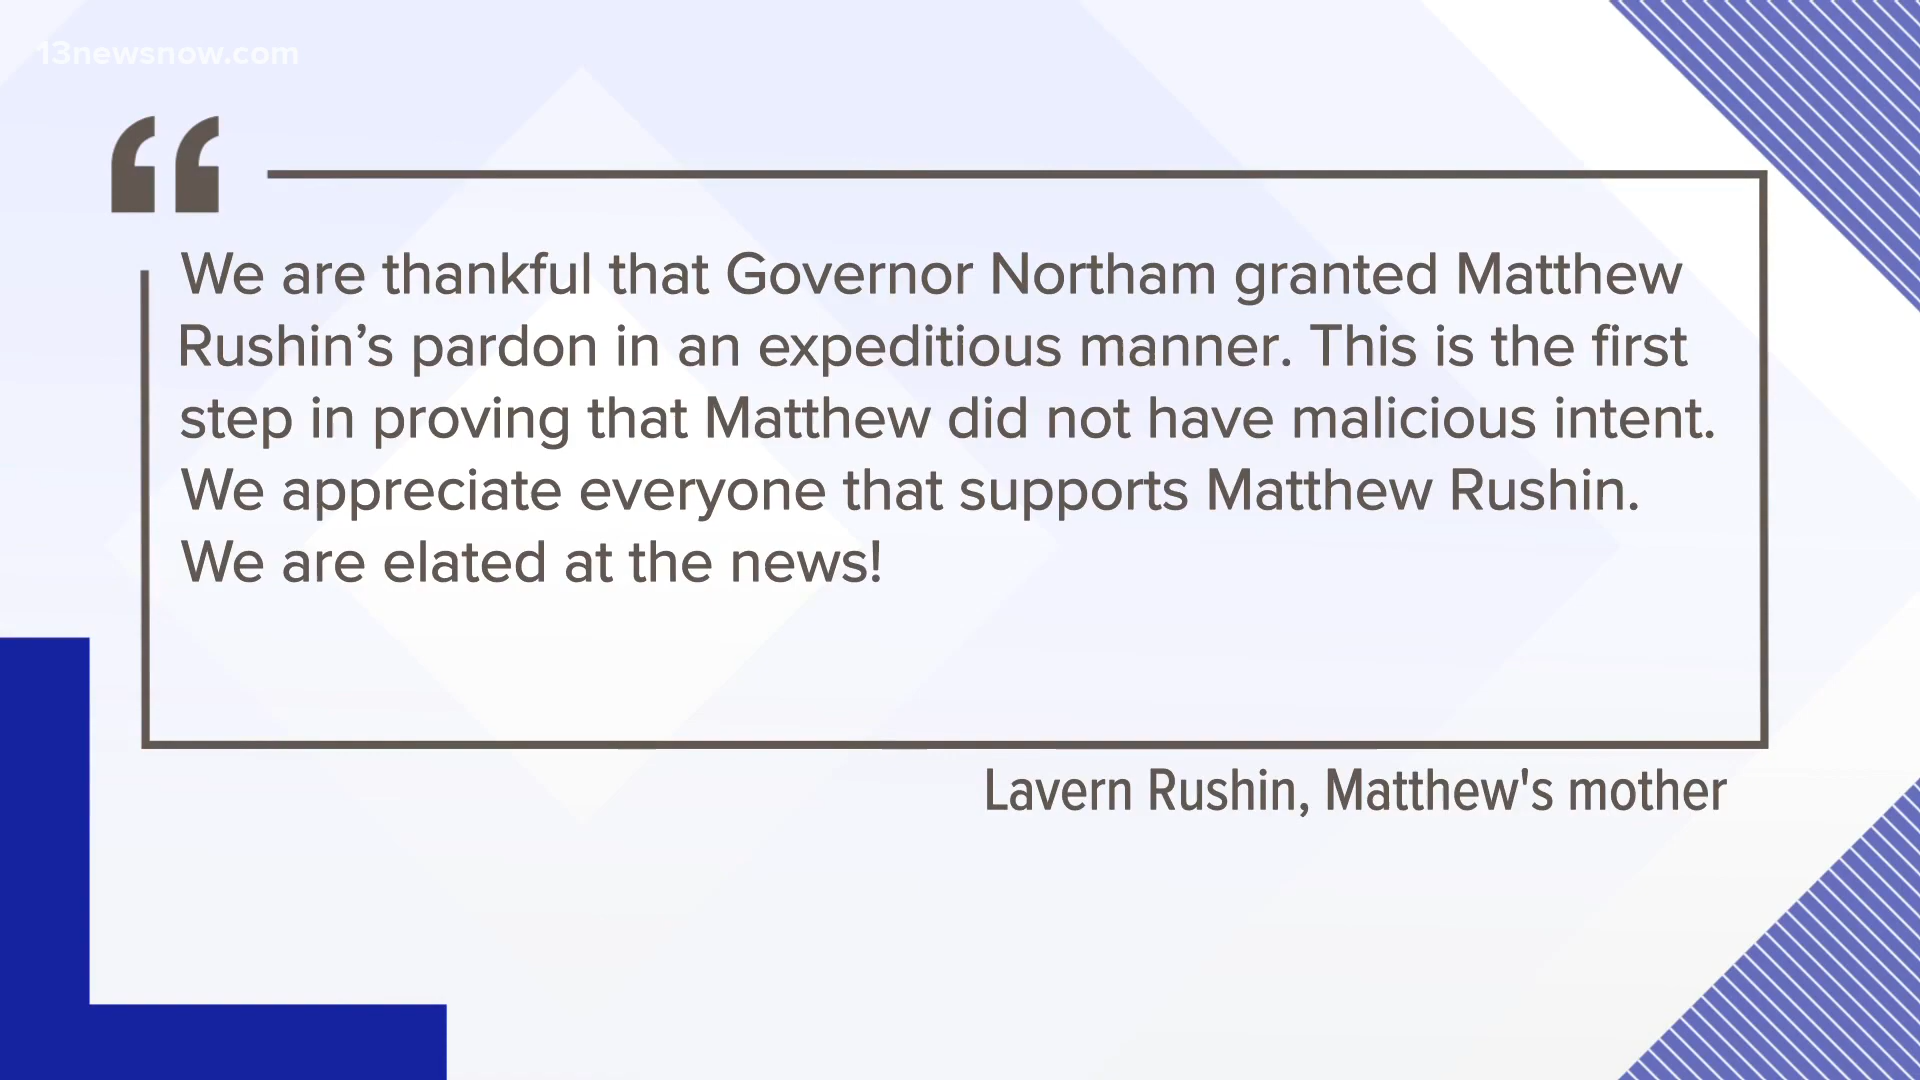 13newsnow.com
“
We are thankful that Governor Northam granted Matthew
Rushin’s pardon in an expeditious manner. This is the first
step in proving that Matthew did not have malicious intent.
We appreciate everyone that supports Matthew Rushin.
We are elated at the news!
Lavern Rushin, Matthew's mother